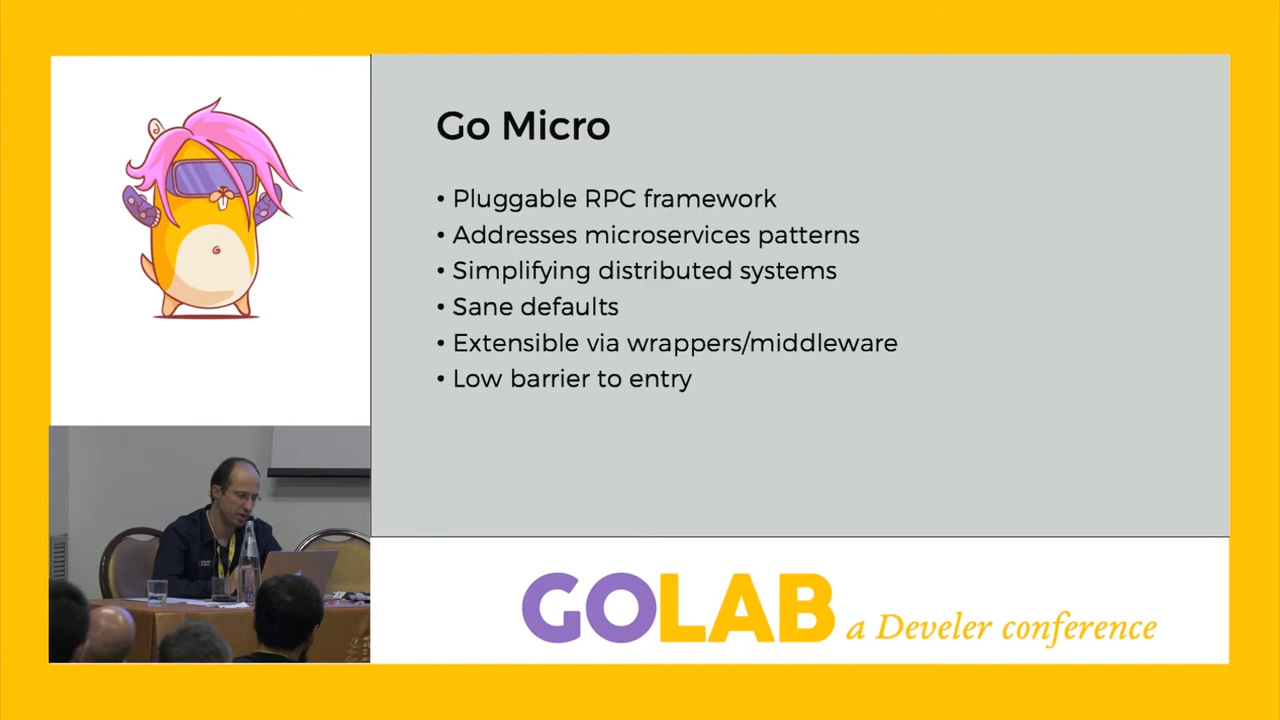 Go Micro
• Pluggable RPC framework
• Addresses microservices patterns
• Simplifying distributed systems
• Sane defaults
• Extensible via wrappers/middleware
• Low barrier to entry
GOLAB a Develer conference